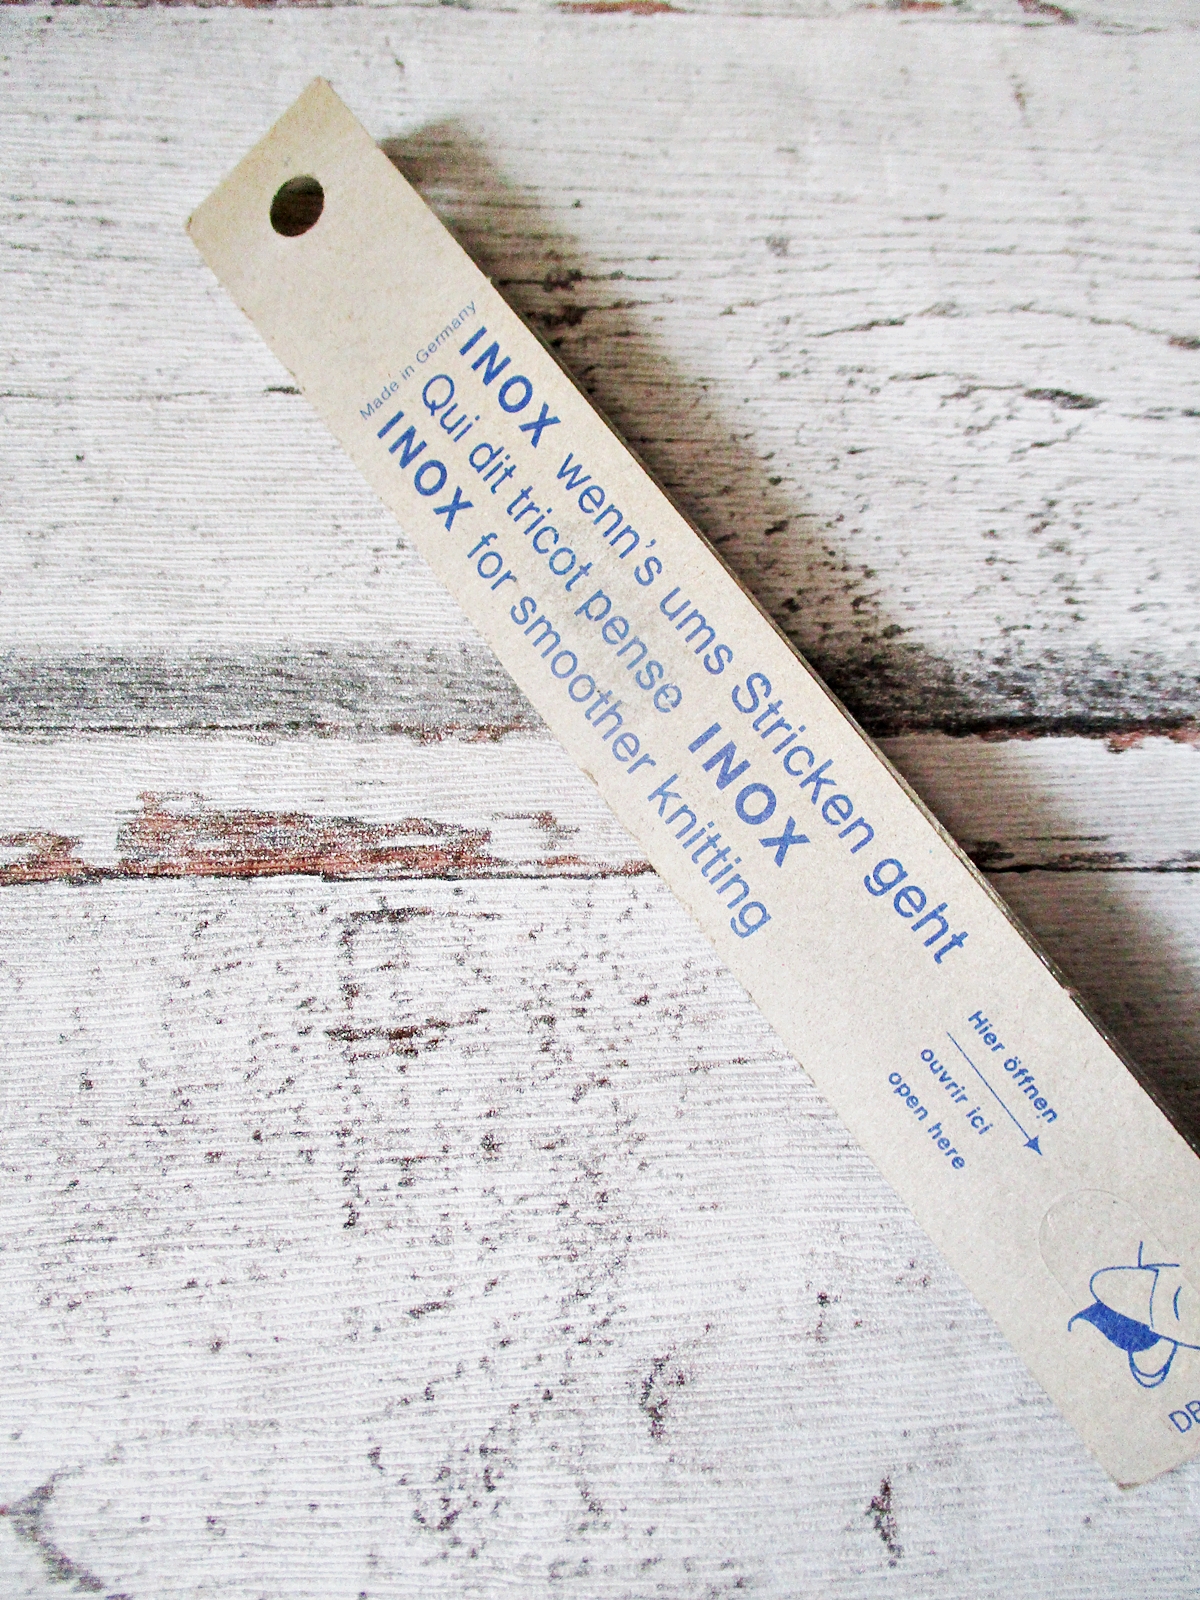 Made in Germany
INOX wenn's ums Stricken geht
Qui dit tricot pense INOX
INOX for smoother knitting
Hier öffnen
ouvrir ici
open here